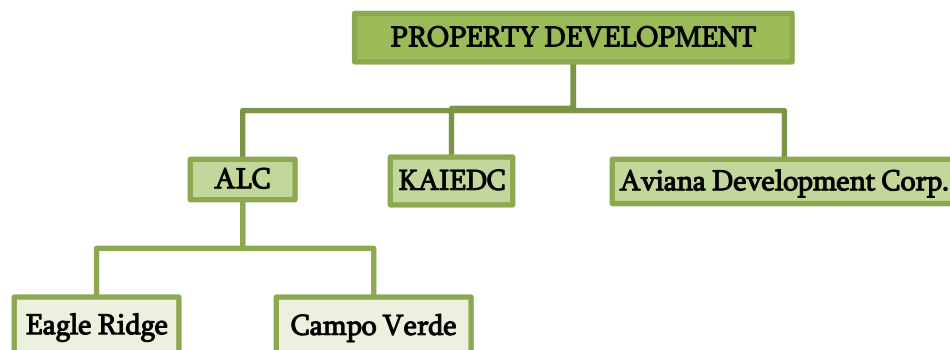 PROPERTY DEVELOPMENT
ALC
KAIEDC
Aviana Development Corp.
Eagle Ridge
Campo Verde